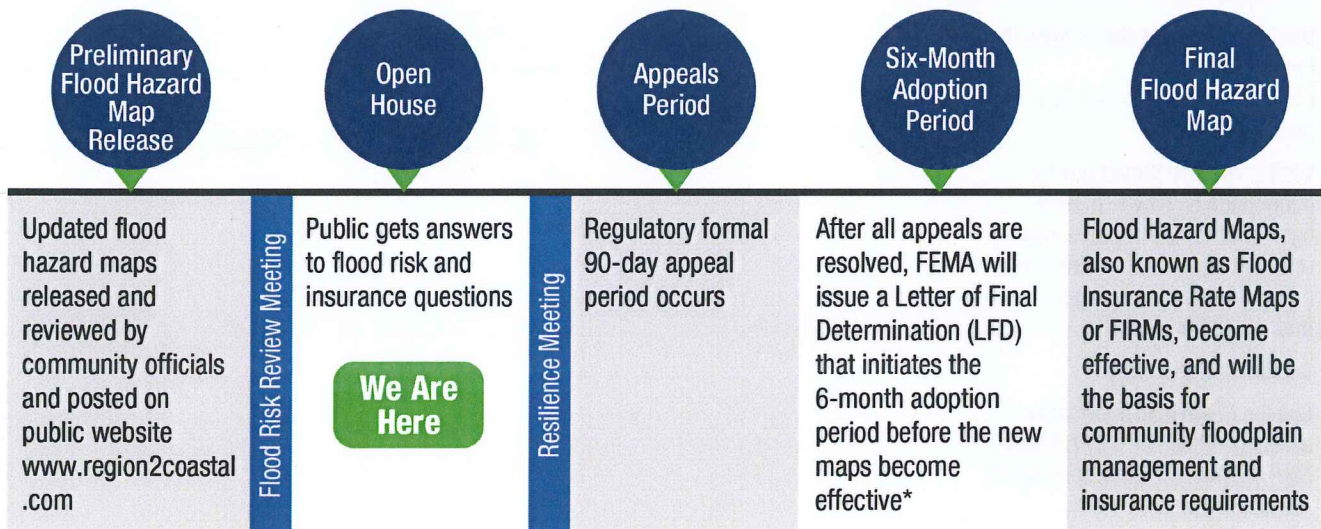 Preliminary
Flood Hazard
Map
Release
Open
House
Appeals
Period
Six-Month
Adoption
Period
Final
Flood Hazard
Map
Updated flood
hazard maps
released and
reviewed by
community officials
and posted on
public website
www.region2coastal
.com
Flood Risk Review Meeting
Public gets answers
to flood risk and
insurance questions
We Are
Here
Resilience Meeting
Regulatory formal
90-day appeal
period occurs
After all appeals are
resolved, FEMA will
issue a Letter of Final
Determination (LFD)
that initiates the
6-month adoption
period before the new
maps become
effective*
Flood Hazard Maps,
also known as Flood
Insurance Rate Maps
or FIRMs, become
effective, and will be
the basis for
community floodplain
management and
insurance requirements